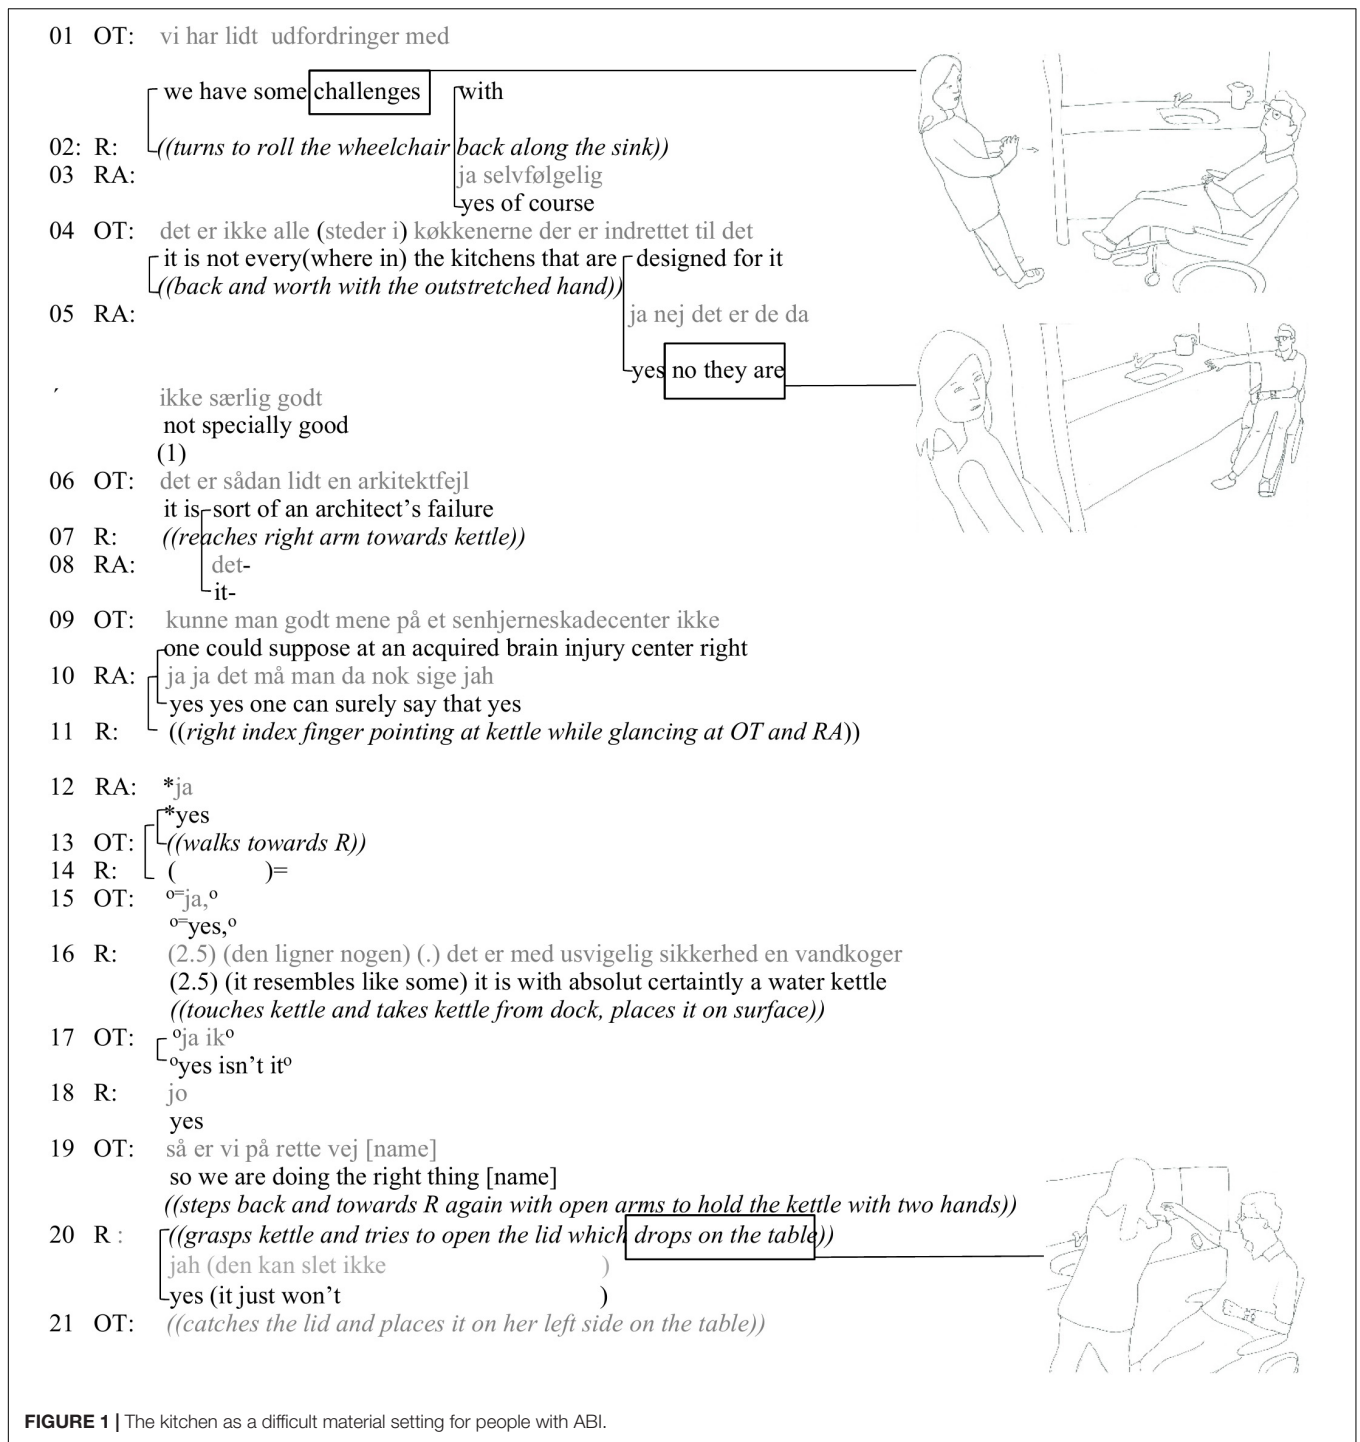 01 OT: vi har lidt udfordringer med
we have some challenges with
02: R: ((turns to roll the wheelchair back along the sink))
03 RA: ja selvfølgelig
yes of course
04 OT: det er ikke alle (steder i) køkkenerne der er indrettet til det
it is not every(where in) the kitchens that are designed for it
((back and worth with the outstretched hand))
05 RA: ja nej det er de da
yes no they are
´ ikke særlig godt
not specially good
(1)
06 OT: det er sådan lidt en arkitektfejl
it is sort of an architect’s failure
07 R: ((reaches right arm towards kettle))
08 RA: det-
it-
09 OT: kunne man godt mene på et senhjerneskadecenter ikke
one could suppose at an acquired brain injury center right
10 RA: ja ja det må man da nok sige jah
yes yes one can surely say that yes
11 R: ((right index finger pointing at kettle while glancing at OT and RA))
12 RA: *ja
*yes
13 OT: ((walks towards R))
14 R: ( )=
15 OT: º=ja,º
º=yes,º
16 R: (2.5) (den ligner nogen) (.) det er med usvigelig sikkerhed en vandkoger
(2.5) (it resembles like some) it is with absolut certaintly a water kettle
((touches kettle and takes kettle from dock, places it on surface))
17 OT: ºja ikº
ºyes isn’t itº
18 R: jo
yes
19 OT: så er vi på rette vej [name]
so we are doing the right thing [name]
((steps back and towards R again with open arms to hold the kettle with two hands))
20 R : ((grasps kettle and tries to open the lid which drops on the table))
jah (den kan slet ikke )
yes (it just won’t )
21 OT: ((catches the lid and places it on her left side on the table))
FIGURE 1 | The kitchen as a difficult material setting for people with ABI.